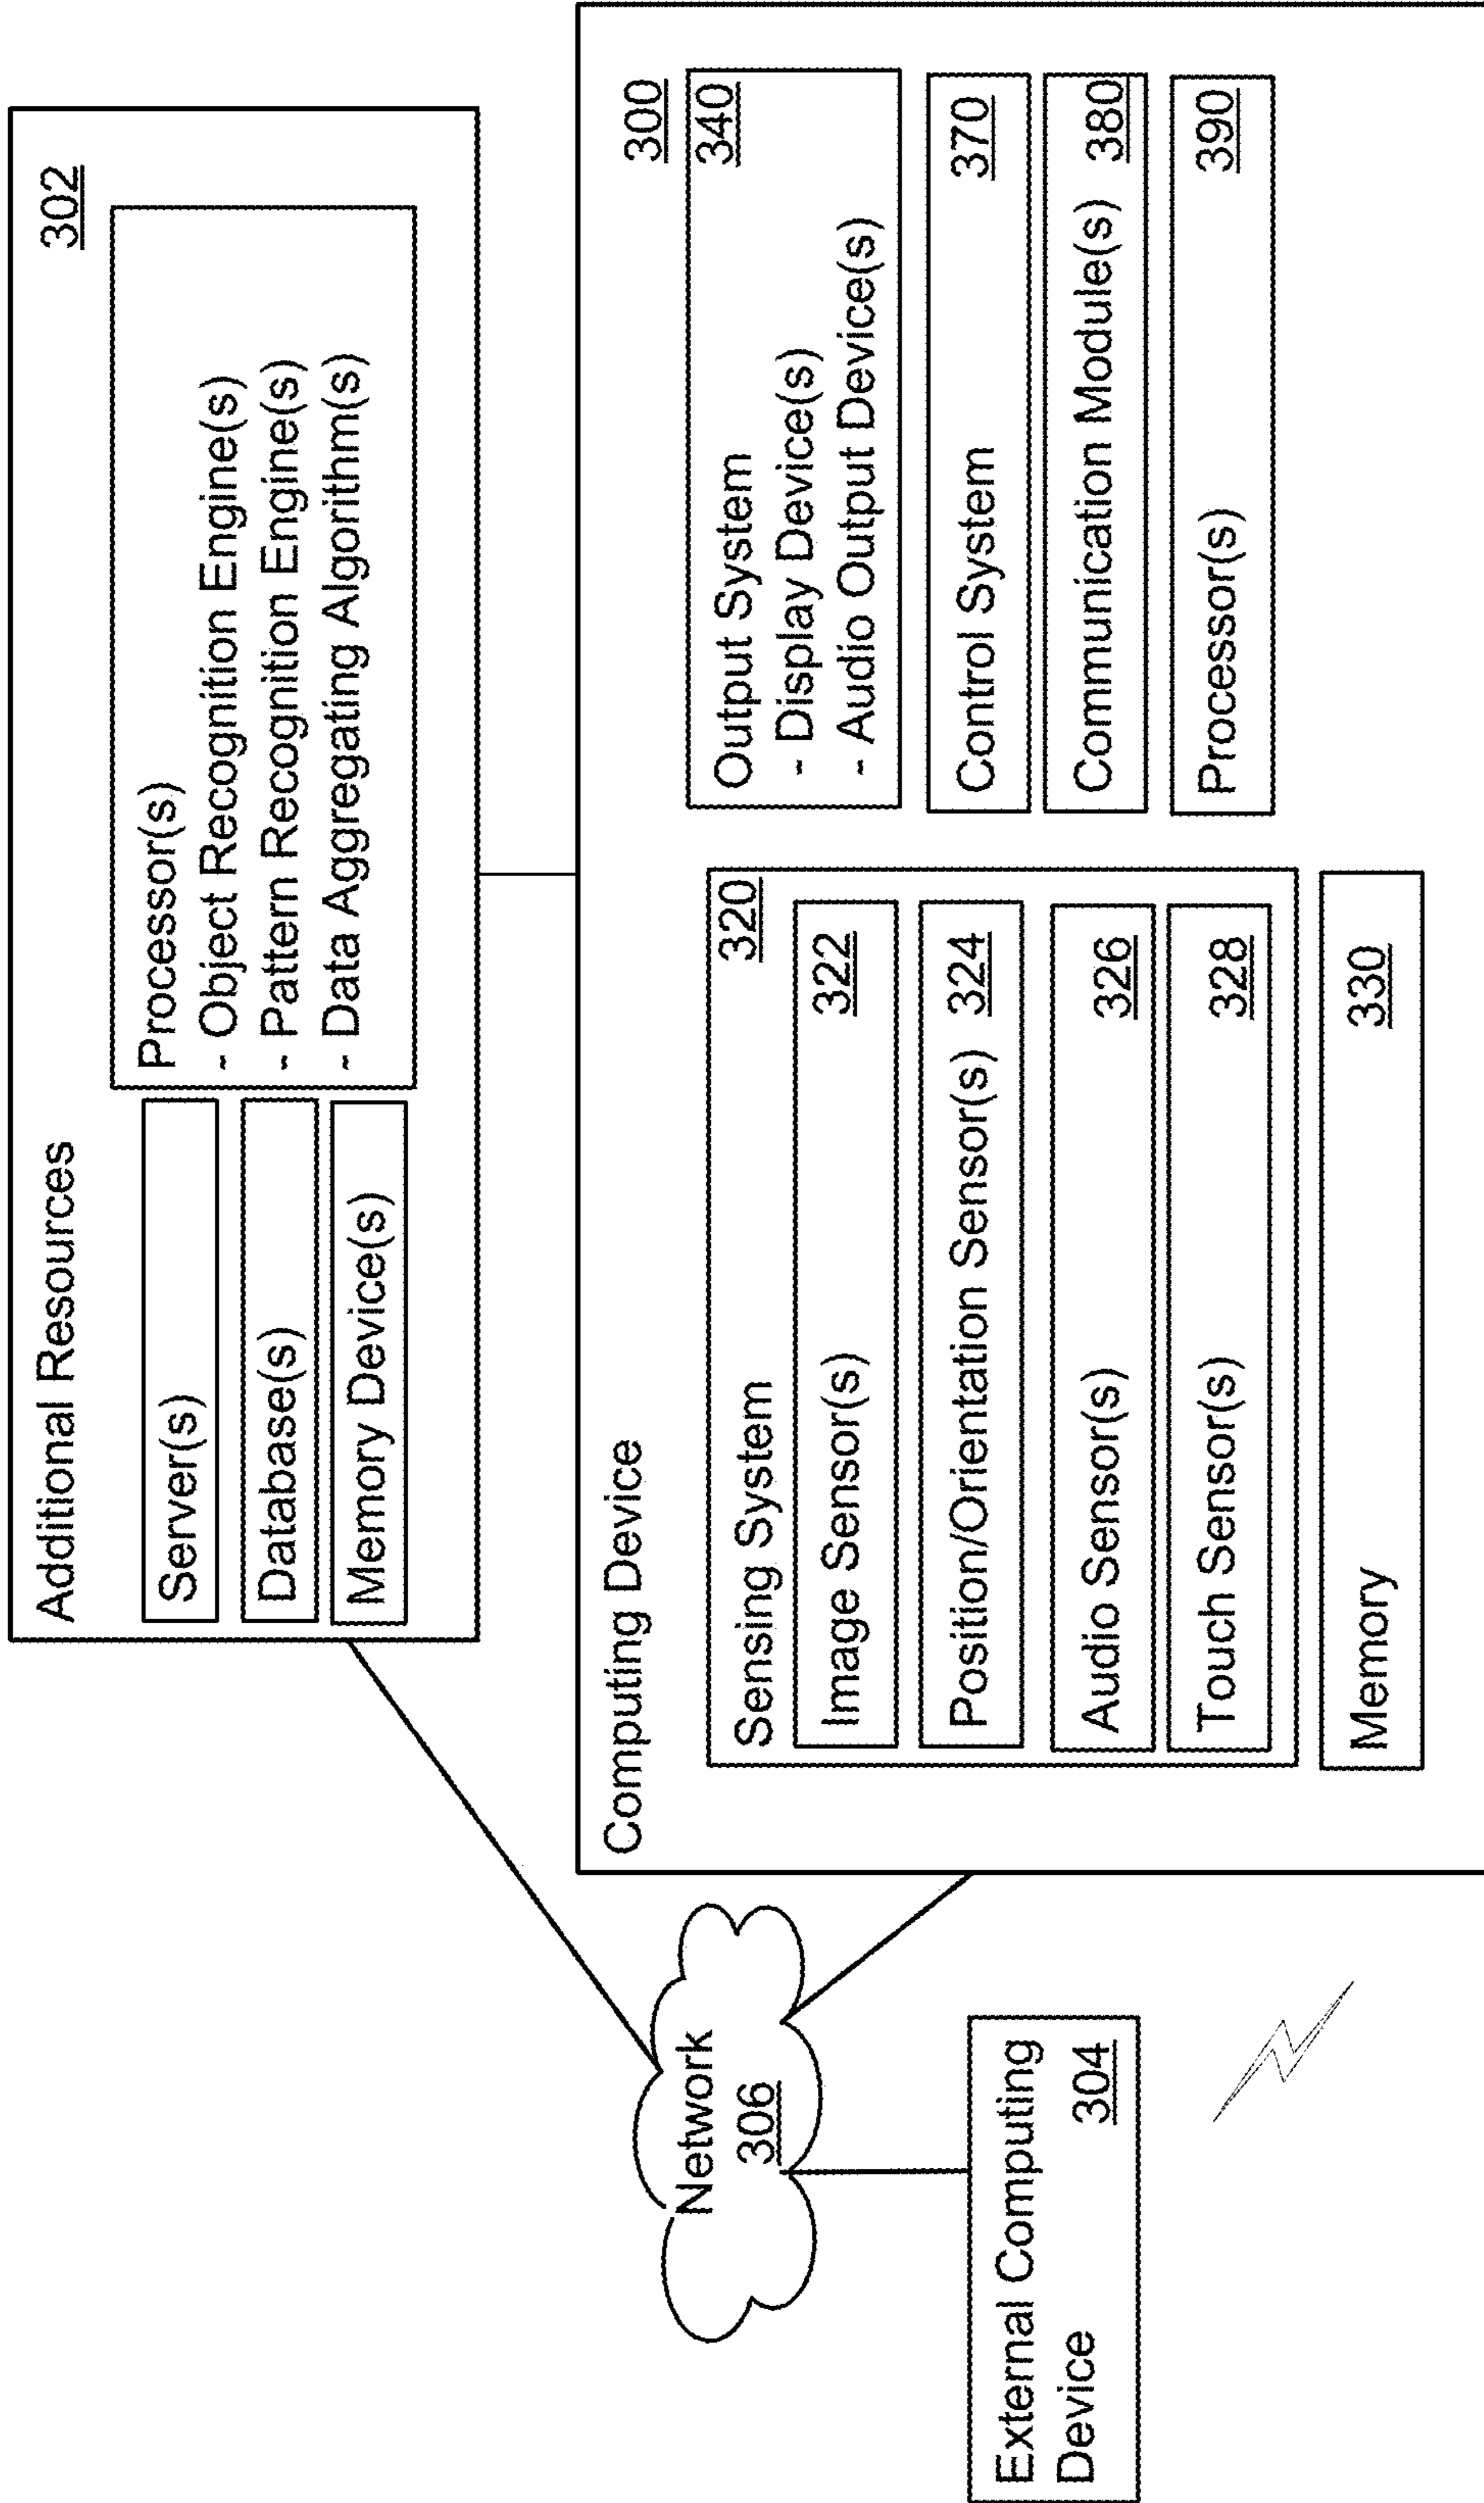 Additional Resources
302
Server(s)
Database(s)
Memory Device(s)
Processor(s)
- Object Recognition Engine(s)
- Pattern Recognition Engine(s)
- Data Aggregating Algorithm(s)
Network
306
External Computing
Device 304
Computing Device
300
Sensing System
320
Image Sensor(s) 322
Position/Orientation Sensor(s) 324
Audio Sensor(s) 326
Touch Sensor(s) 328
Memory 330
340
Output System
- Display Device(s)
- Audio Output Device(s)
Control System 370
Communication Module(s) 380
Processor(s) 390